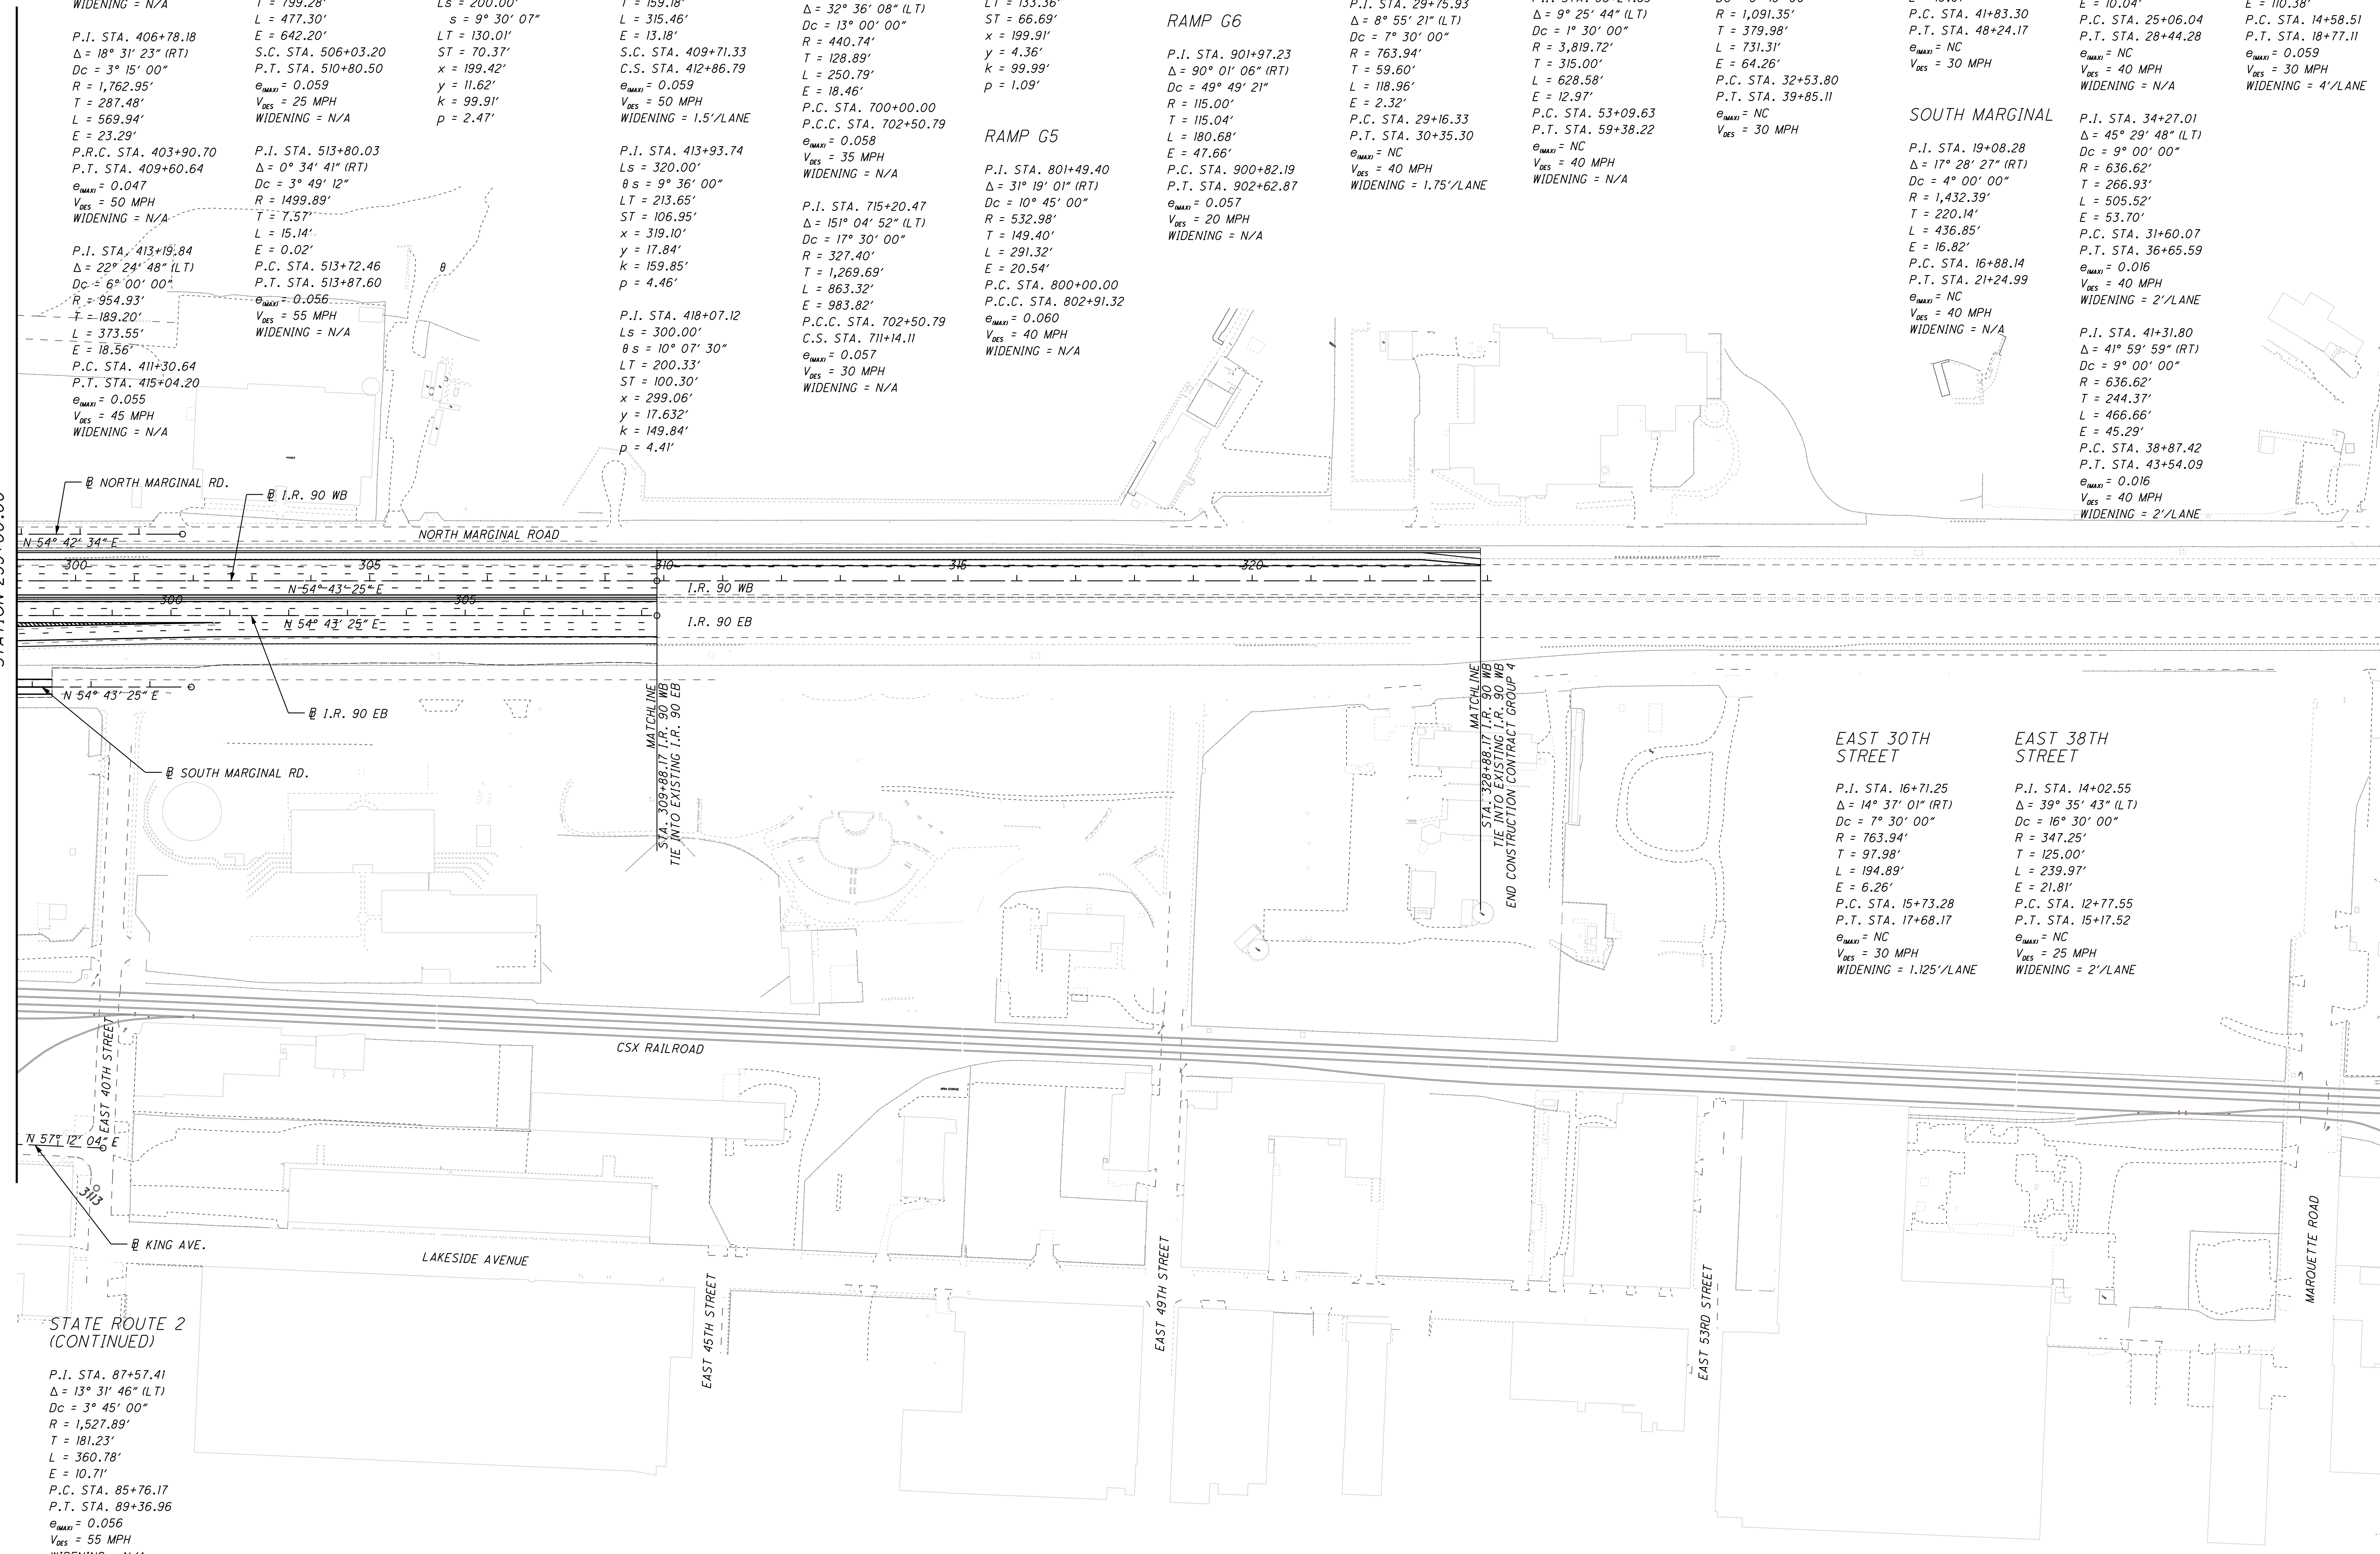 WIDENING = N/A
P.I. STA. 406+78.18
Δ = 18° 31' 23" (RT)
Dc = 3° 15' 00"
R = 1,762.95'
T = 287.48'
L = 569.94'
E = 23.29'
P.R.C. STA. 403+90.70
P.T. STA. 409+60.64
e(MAX) = 0.047
VDES = 50 MPH
WIDENING = N/A
P.I. STA. 413+19.84
Δ = 22° 24' 48" (LT)
Dc = 6° 00' 00"
R = 954.93'
T = 189.20'
L = 373.55'
E = 18.56'
P.C. STA. 411+30.64
P.T. STA. 415+04.20
e(MAX) = 0.055
VDES = 45 MPH
WIDENING = N/A
T = 799.28'
L = 477.30'
E = 642.20'
S.C. STA. 506+03.20
P.T. STA. 510+80.50
e(MAX) = 0.059
VDES = 25 MPH
WIDENING = N/A
P.I. STA. 513+80.03
Δ = 0° 34' 41" (RT)
Dc = 3° 49' 12"
R = 1499.89'
T = 7.57'
L = 15.14'
E = 0.02'
P.C. STA. 513+72.46
P.T. STA. 513+87.60
e(MAX) = 0.056
VDES = 55 MPH
WIDENING = N/A
Ls = 200.00'
s = 9° 30' 07"
LT = 130.01'
ST = 70.37'
x = 199.42'
y = 11.62'
k = 99.91'
p = 2.47'
θ
T = 159.18'
L = 315.46'
E = 13.18'
S.C. STA. 409+71.33
C.S. STA. 412+86.79
e(MAX) = 0.059
VDES = 50 MPH
WIDENING = 1.5'/LANE
P.I. STA. 413+93.74
Ls = 320.00'
θ s = 9° 36' 00"
LT = 213.65'
ST = 106.95'
x = 319.10'
y = 17.84'
k = 159.85'
p = 4.46'
P.I. STA. 418+07.12
Ls = 300.00'
θ s = 10° 07' 30"
LT = 200.33'
ST = 100.30'
x = 299.06'
y = 17.632'
k = 149.84'
p = 4.41'
Δ = 32° 36' 08" (LT)
Dc = 13° 00' 00"
R = 440.74'
T = 128.89'
L = 250.79'
E = 18.46'
P.C. STA. 700+00.00
P.C.C. STA. 702+50.79
e(MAX) = 0.058
VDES = 35 MPH
WIDENING = N/A
P.I. STA. 715+20.47
Δ = 151° 04' 52" (LT)
Dc = 17° 30' 00"
R = 327.40'
T = 1,269.69'
L = 863.32'
E = 983.82'
P.C.C. STA. 702+50.79
C.S. STA. 711+14.11
e(MAX) = 0.057
VDES = 30 MPH
WIDENING = N/A
LT = 133.36'
ST = 66.69'
x = 199.91'
y = 4.36'
k = 99.99'
p = 1.09'
RAMP G5
P.I. STA. 801+49.40
Δ = 31° 19' 01" (RT)
Dc = 10° 45' 00"
R = 532.98'
T = 149.40'
L = 291.32'
E = 20.54'
P.C. STA. 800+00.00
P.C.C. STA. 802+91.32
e(MAX) = 0.060
VDES = 40 MPH
WIDENING = N/A
RAMP G6
P.I. STA. 901+97.23
Δ = 90° 01' 06" (RT)
Dc = 49° 49' 21"
R = 115.00'
T = 115.04'
L = 180.68'
E = 47.66'
P.C. STA. 900+82.19
P.T. STA. 902+62.87
e(MAX) = 0.057
VDES = 20 MPH
WIDENING = N/A
P.I. STA. 29+75.93
Δ = 8° 55' 21" (LT)
Dc = 7° 30' 00"
R = 763.94'
T = 59.60'
L = 118.96'
E = 2.32'
P.C. STA. 29+16.33
P.T. STA. 30+35.30
e(MAX) = NC
VDES = 40 MPH
WIDENING = 1.75'/LANE
Δ = 9° 25' 44" (LT)
Dc = 1° 30' 00"
R = 3,819.72'
T = 315.00'
L = 628.58'
E = 12.97'
P.C. STA. 53+09.63
P.T. STA. 59+38.22
e(MAX) = NC
VDES = 40 MPH
WIDENING = N/A
R = 1,091.35'
T = 379.98'
L = 731.31'
E = 64.26'
P.C. STA. 32+53.80
P.T. STA. 39+85.11
e(MAX) = NC
VDES = 30 MPH
P.C. STA. 41+83.30
P.T. STA. 48+24.17
e(MAX) = NC
VDES = 30 MPH
SOUTH MARGINAL
P.I. STA. 19+08.28
Δ = 17° 28' 27" (RT)
Dc = 4° 00' 00"
R = 1,432.39'
T = 220.14'
L = 436.85'
E = 16.82'
P.C. STA. 16+88.14
P.T. STA. 21+24.99
e(MAX) = NC
VDES = 40 MPH
WIDENING = N/A
E = 10.04'
P.C. STA. 25+06.04
P.T. STA. 28+44.28
e(MAX) = NC
VDES = 40 MPH
WIDENING = N/A
P.I. STA. 34+27.01
Δ = 45° 29' 48" (LT)
Dc = 9° 00' 00"
R = 636.62'
T = 266.93'
L = 505.52'
E = 53.70'
P.C. STA. 31+60.07
P.T. STA. 36+65.59
e(MAX) = 0.016
VDES = 40 MPH
WIDENING = 2'/LANE
P.I. STA. 41+31.80
Δ = 41° 59' 59" (RT)
Dc = 9° 00' 00"
R = 636.62'
T = 244.37'
L = 466.66'
E = 45.29'
P.C. STA. 38+87.42
P.T. STA. 43+54.09
e(MAX) = 0.016
VDES = 40 MPH
WIDENING = 2'/LANE
E = 110.38'
P.C. STA. 14+58.51
P.T. STA. 18+77.11
e(MAX) = 0.059
VDES = 30 MPH
WIDENING = 4'/LANE
℄ NORTH MARGINAL RD.
℄ I.R. 90 WB
N 54° 42' 34" E
NORTH MARGINAL ROAD
300
305
310
315
320
N 54° 43' 25" E
I.R. 90 WB
300
305
N 54° 43' 25" E
I.R. 90 EB
N 54° 43' 25" E
℄ I.R. 90 EB
℄ SOUTH MARGINAL RD.
MATCHLINE
STA. 309+88.17 I.R. 90 WB
TIE INTO EXISTING I.R. 90 EB
MATCHLINE
STA. 328+88.17 I.R. 90 WB
TIE INTO EXISTING I.R. 90 WB
END CONSTRUCTION CONTRACT GROUP 4
EAST 30TH
STREET
P.I. STA. 16+71.25
Δ = 14° 37' 01" (RT)
Dc = 7° 30' 00"
R = 763.94'
T = 97.98'
L = 194.89'
E = 6.26'
P.C. STA. 15+73.28
P.T. STA. 17+68.17
e(MAX) = NC
VDES = 30 MPH
WIDENING = 1.125'/LANE
EAST 38TH
STREET
P.I. STA. 14+02.55
Δ = 39° 35' 43" (LT)
Dc = 16° 30' 00"
R = 347.25'
T = 125.00'
L = 239.97'
E = 21.81'
P.C. STA. 12+77.55
P.T. STA. 15+17.52
e(MAX) = NC
VDES = 25 MPH
WIDENING = 2'/LANE
EAST 40TH STREET
CSX RAILROAD
N 57° 12' 04" E
3113
℄ KING AVE.
LAKESIDE AVENUE
EAST 45TH STREET
EAST 49TH STREET
EAST 53RD STREET
MARQUETTE ROAD
STATE ROUTE 2
(CONTINUED)
P.I. STA. 87+57.41
Δ = 13° 31' 46" (LT)
Dc = 3° 45' 00"
R = 1,527.89'
T = 181.23'
L = 360.78'
E = 10.71'
P.C. STA. 85+76.17
P.T. STA. 89+36.96
e(MAX) = 0.056
VDES = 55 MPH